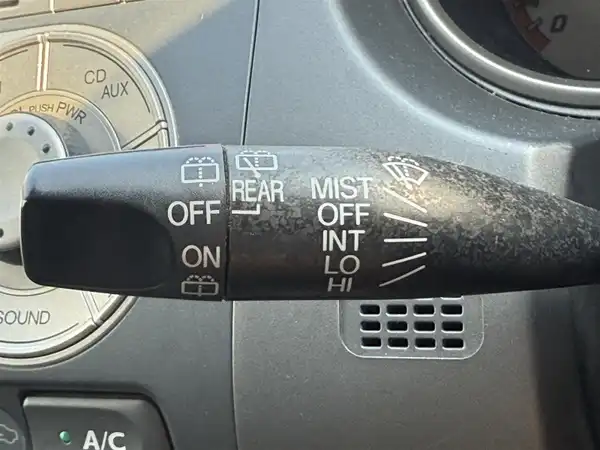 CD
AUX
PUSH PWR
REAR
OFF
ON
MIST
OFF
INT
LO
HI
SOUND
A/C